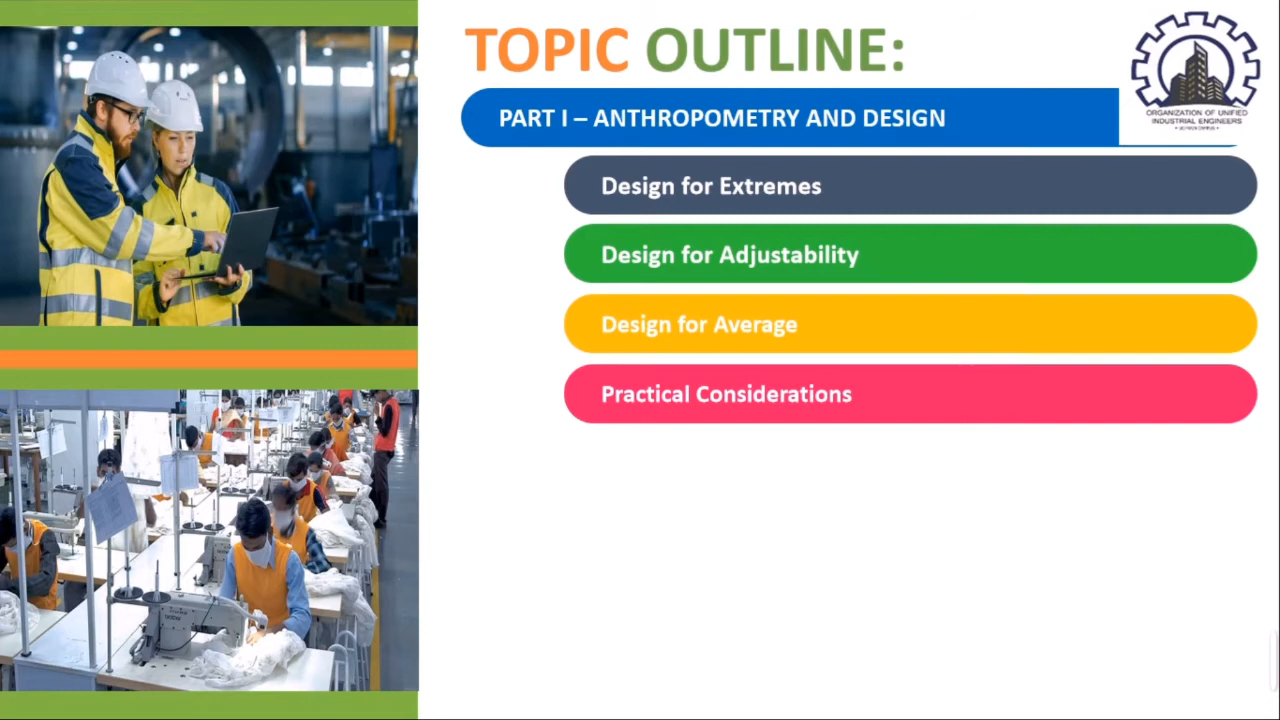 TOPIC OUTLINE:
ORGANIZATION OF UNIFIED
INDUSTRIAL ENGINEERS
PART I – ANTHROPOMETRY AND DESIGN
Design for Extremes
Design for Adjustability
Design for Average
Practical Considerations